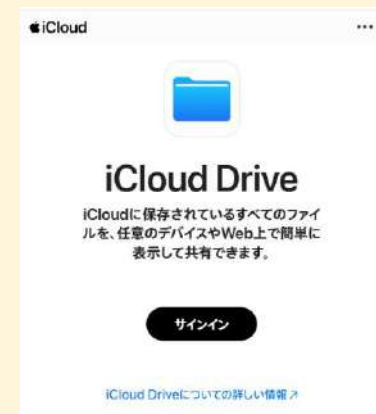 iCloud
iCloud Drive
iCloudに保存されているすべてのファイ
ルを、任意のデバイスやWeb上で簡単に
表示して共有できます。
サインイン
iCloud Driveについての詳しい情報↗